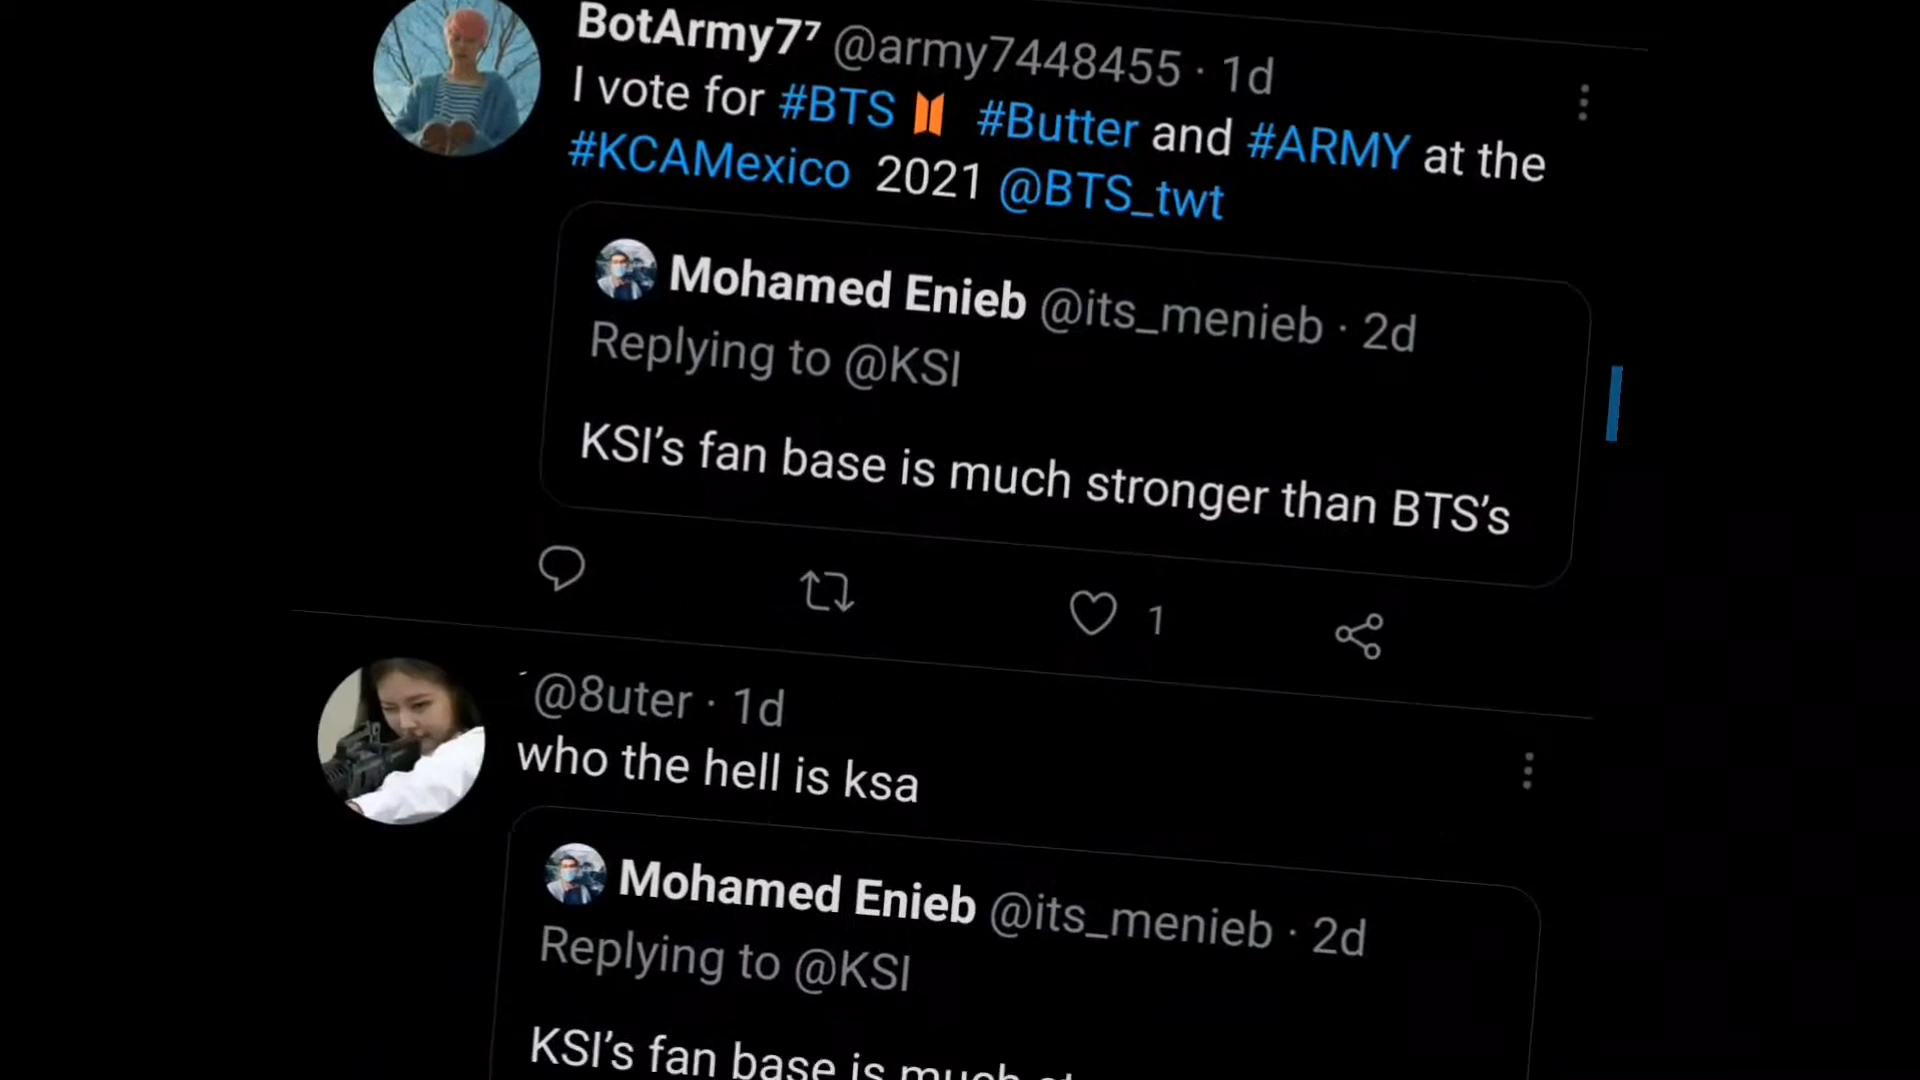 BotArmy7⁷ @army7448455 · 1d
I vote for #BTS #Butter and #ARMY at the
#KCAMexico 2021 @BTS_twt
Mohamed Enieb @its_menieb · 2d
Replying to @KSI
KSI’s fan base is much stronger than BTS’s
1
@8uter · 1d
who the hell is ksa
Mohamed Enieb @its_menieb · 2d
Replying to @KSI
KSI’s fan base is much